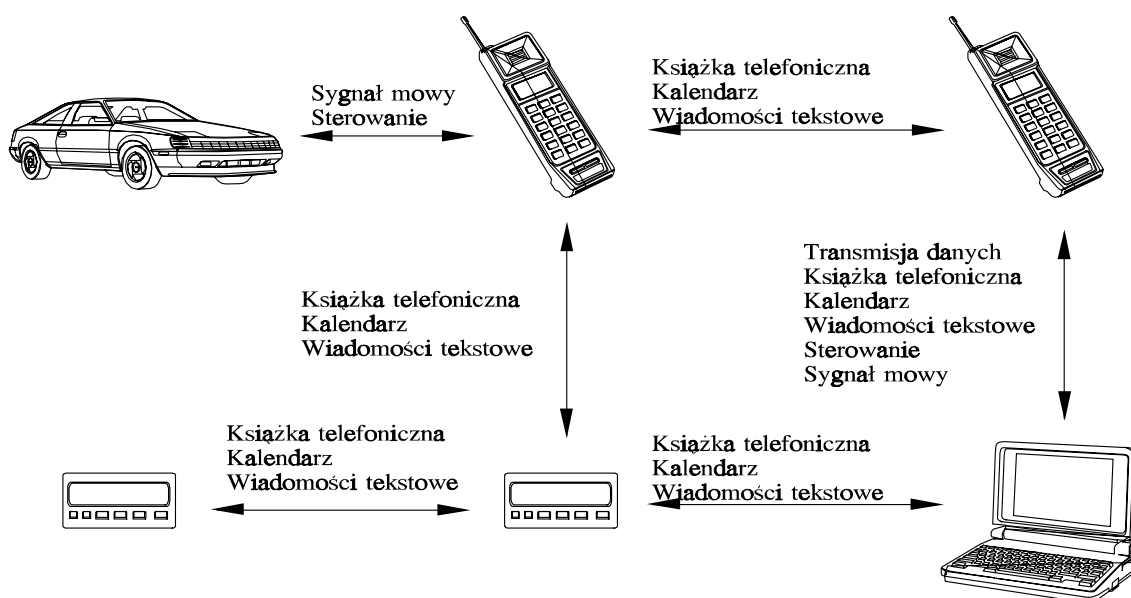 Sygnał mowy
Sterowanie
Książka telefoniczna
Kalendarz
Wiadomości tekstowe
Książka telefoniczna
Kalendarz
Wiadomości tekstowe
Transmisja danych
Książka telefoniczna
Kalendarz
Wiadomości tekstowe
Sterowanie
Sygnał mowy
Książka telefoniczna
Kalendarz
Wiadomości tekstowe
Książka telefoniczna
Kalendarz
Wiadomości tekstowe